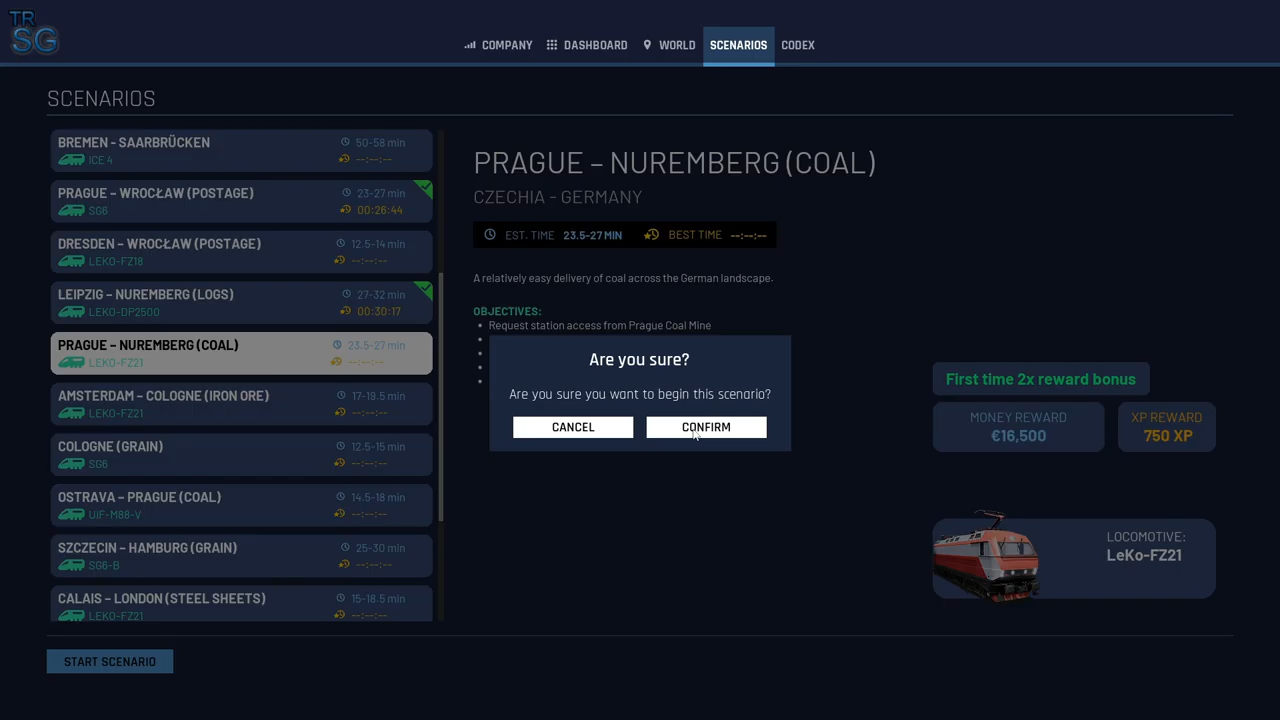 TR
SG
COMPANY
DASHBOARD
WORLD
SCENARIOS
CODEX
SCENARIOS
BREMEN - SAARBRÜCKEN
50-58 min
ICE 4
--:--:--
PRAGUE – WROCŁAW (POSTAGE)
23-27 min
SG6
00:26:44
DRESDEN – WROCŁAW (POSTAGE)
12.5-14 min
LEKO-FZ18
--:--:--
LEIPZIG – NUREMBERG (LOGS)
27-32 min
LEKO-DP2500
00:30:17
PRAGUE – NUREMBERG (COAL)
23.5-27 min
LEKO-FZ21
--:--:--
AMSTERDAM – COLOGNE (IRON ORE)
17-19.5 min
LEKO-FZ21
--:--:--
COLOGNE (GRAIN)
12.5-15 min
SG6
--:--:--
OSTRAVA – PRAGUE (COAL)
14.5-18 min
UIF-M88-V
--:--:--
SZCZECIN – HAMBURG (GRAIN)
25-30 min
SG6-B
--:--:--
CALAIS – LONDON (STEEL SHEETS)
15-18.5 min
LEKO-FZ21
--:--:--
START SCENARIO
PRAGUE – NUREMBERG (COAL)
CZECHIA - GERMANY
EST. TIME 23.5-27 MIN BEST TIME --:--:--
A relatively easy delivery of coal across the German landscape.
OBJECTIVES:
• Request station access from Prague Coal Mine
Are you sure?
Are you sure you want to begin this scenario?
CANCEL
CONFIRM
First time 2x reward bonus
MONEY REWARD
€16,500
XP REWARD
750 XP
LOCOMOTIVE:
LeKo-FZ21